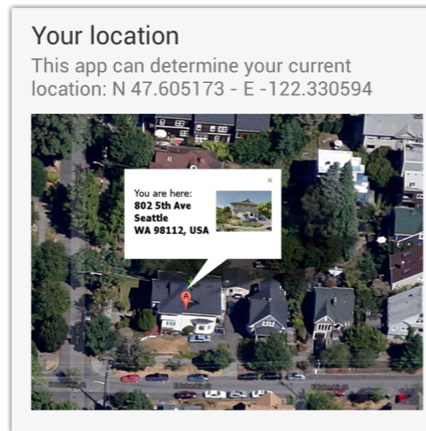 Your location
This app can determine your current
location: N 47.605173 - E -122.330594
×
You are here:
802 5th Ave
Seattle
WA 98112, USA
A